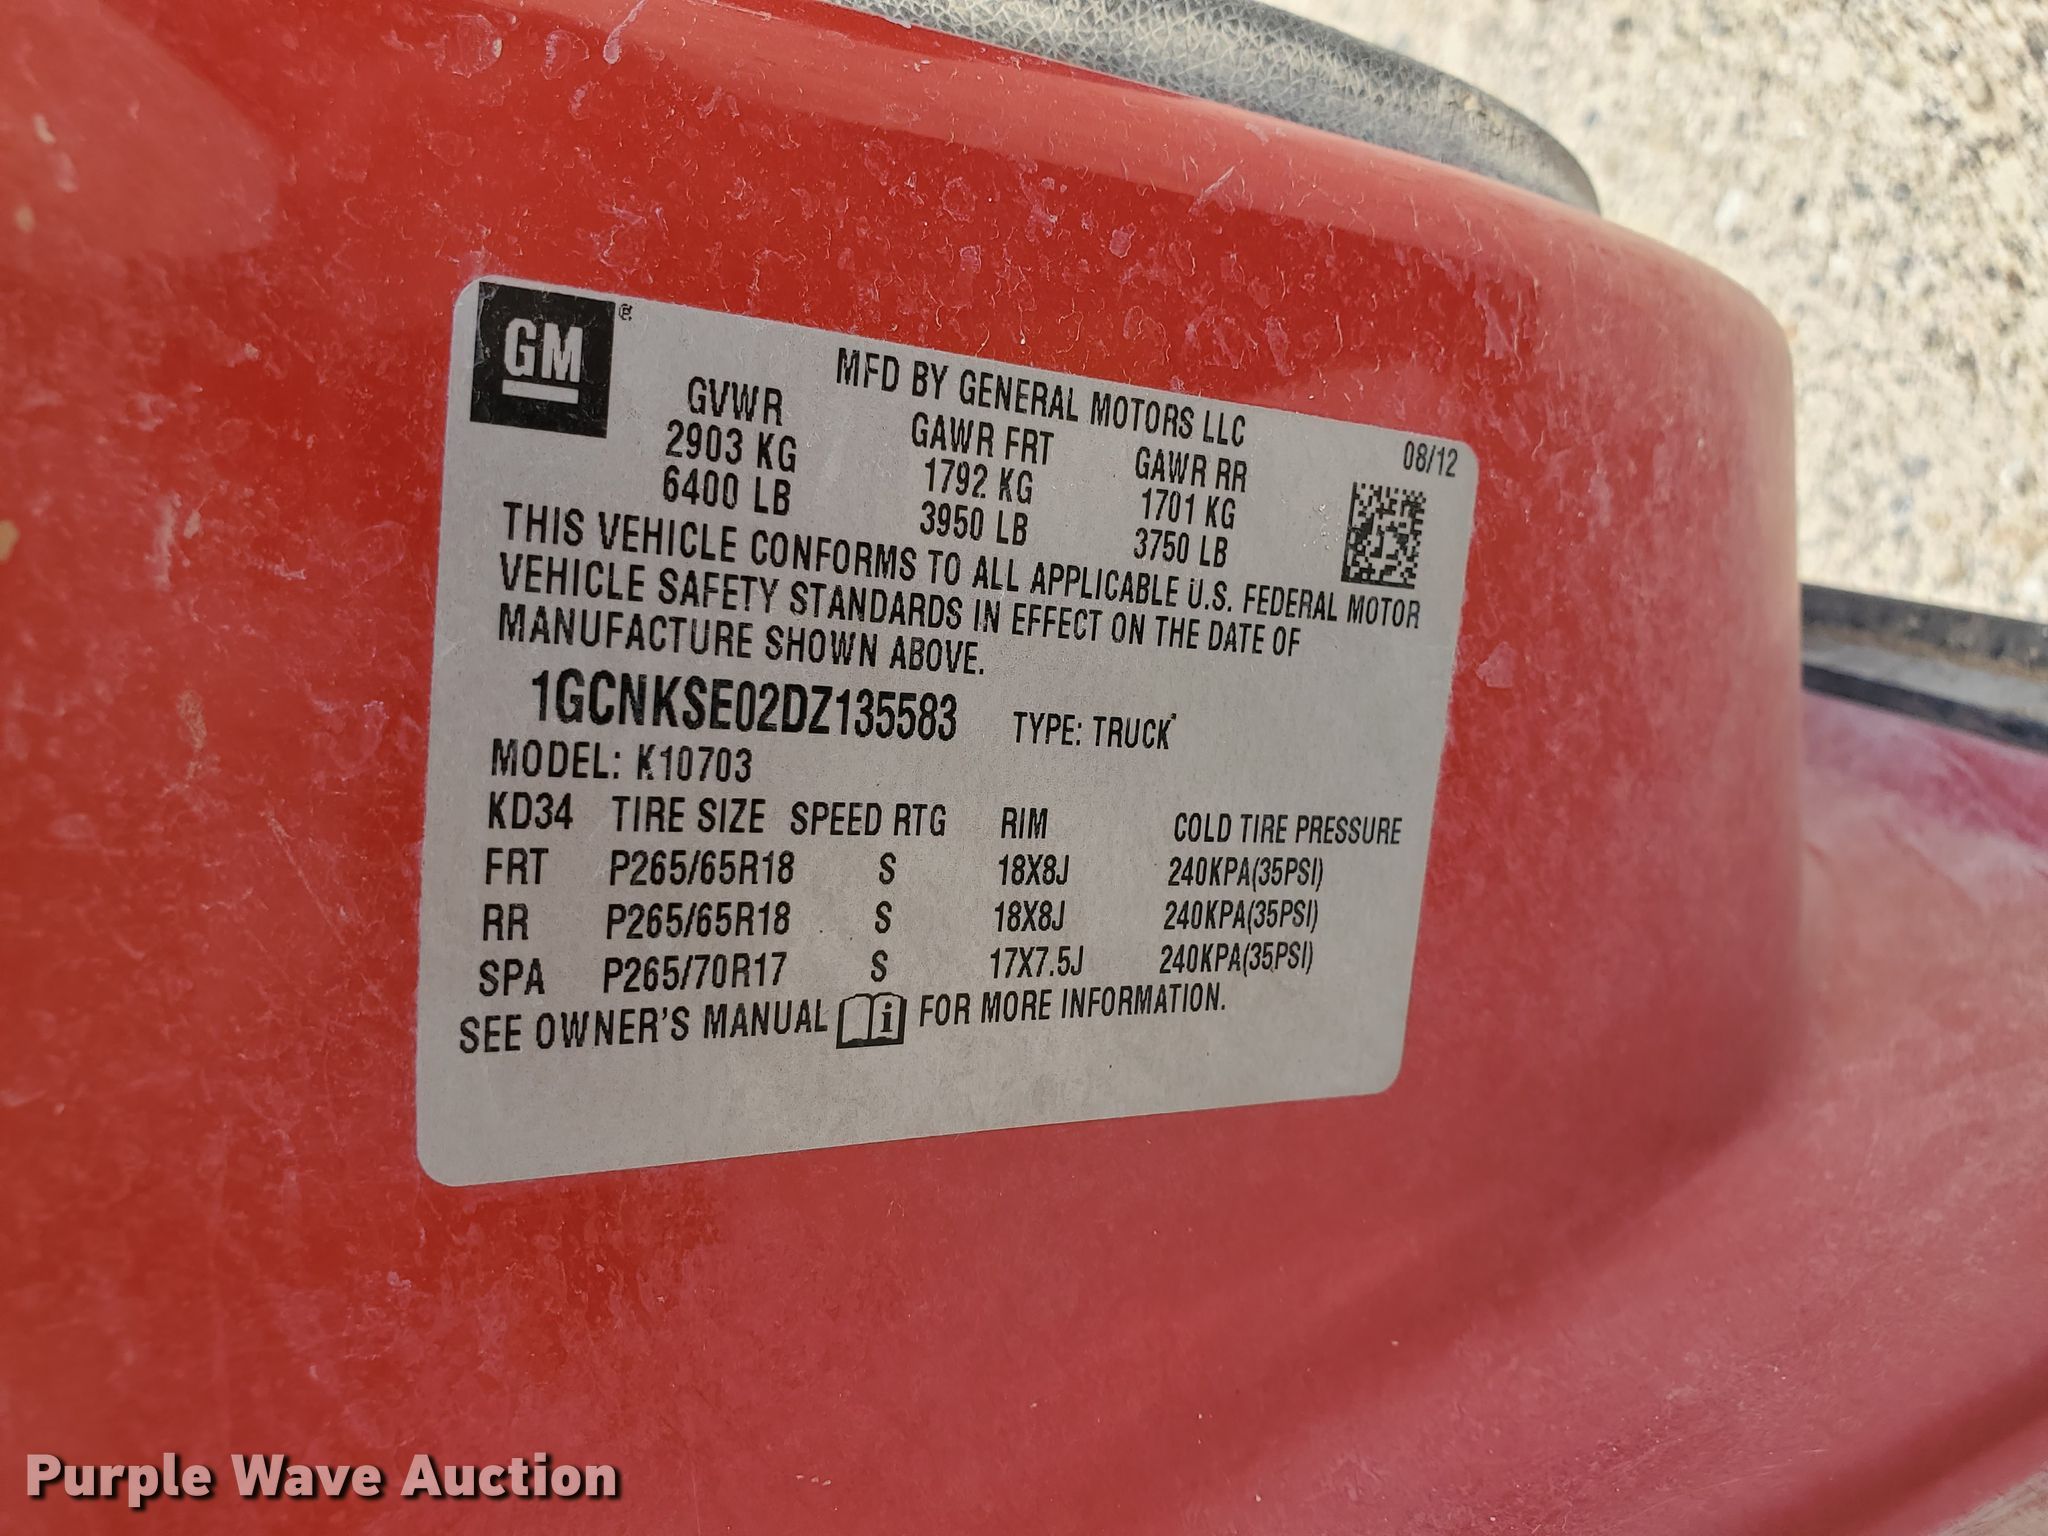 GM
MFD BY GENERAL MOTORS LLC
08/12
GVWR GAWR FRT GAWR RR
2903 KG 1792 KG 1701 KG
6400 LB 3950 LB 3750 LB
THIS VEHICLE CONFORMS TO ALL APPLICABLE U.S. FEDERAL MOTOR
VEHICLE SAFETY STANDARDS IN EFFECT ON THE DATE OF
MANUFACTURE SHOWN ABOVE.
1GCNKSE02DZ135583 TYPE: TRUCK
MODEL: K10703
KD34 TIRE SIZE SPEED RTG RIM COLD TIRE PRESSURE
FRT P265/65R18 S 18X8J 240KPA(35PSI)
RR P265/65R18 S 18X8J 240KPA(35PSI)
SPA P265/70R17 S 17X7.5J 240KPA(35PSI)
SEE OWNER'S MANUAL i FOR MORE INFORMATION.
Purple Wave Auction